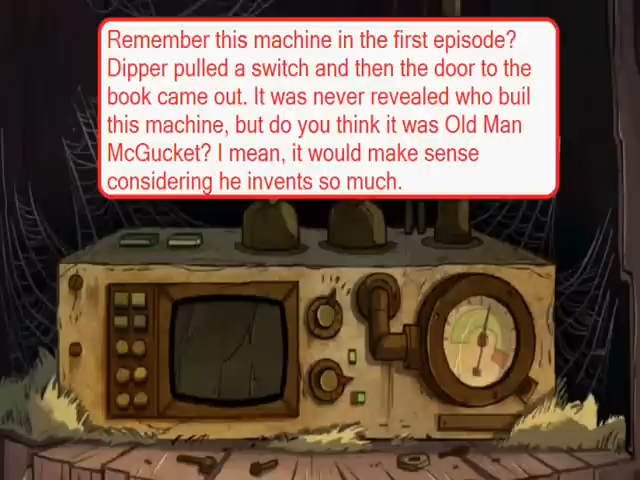 Remember this machine in the first episode?
Dipper pulled a switch and then the door to the
book came out. It was never revealed who buil
this machine, but do you think it was Old Man
McGucket? I mean, it would make sense
considering he invents so much.